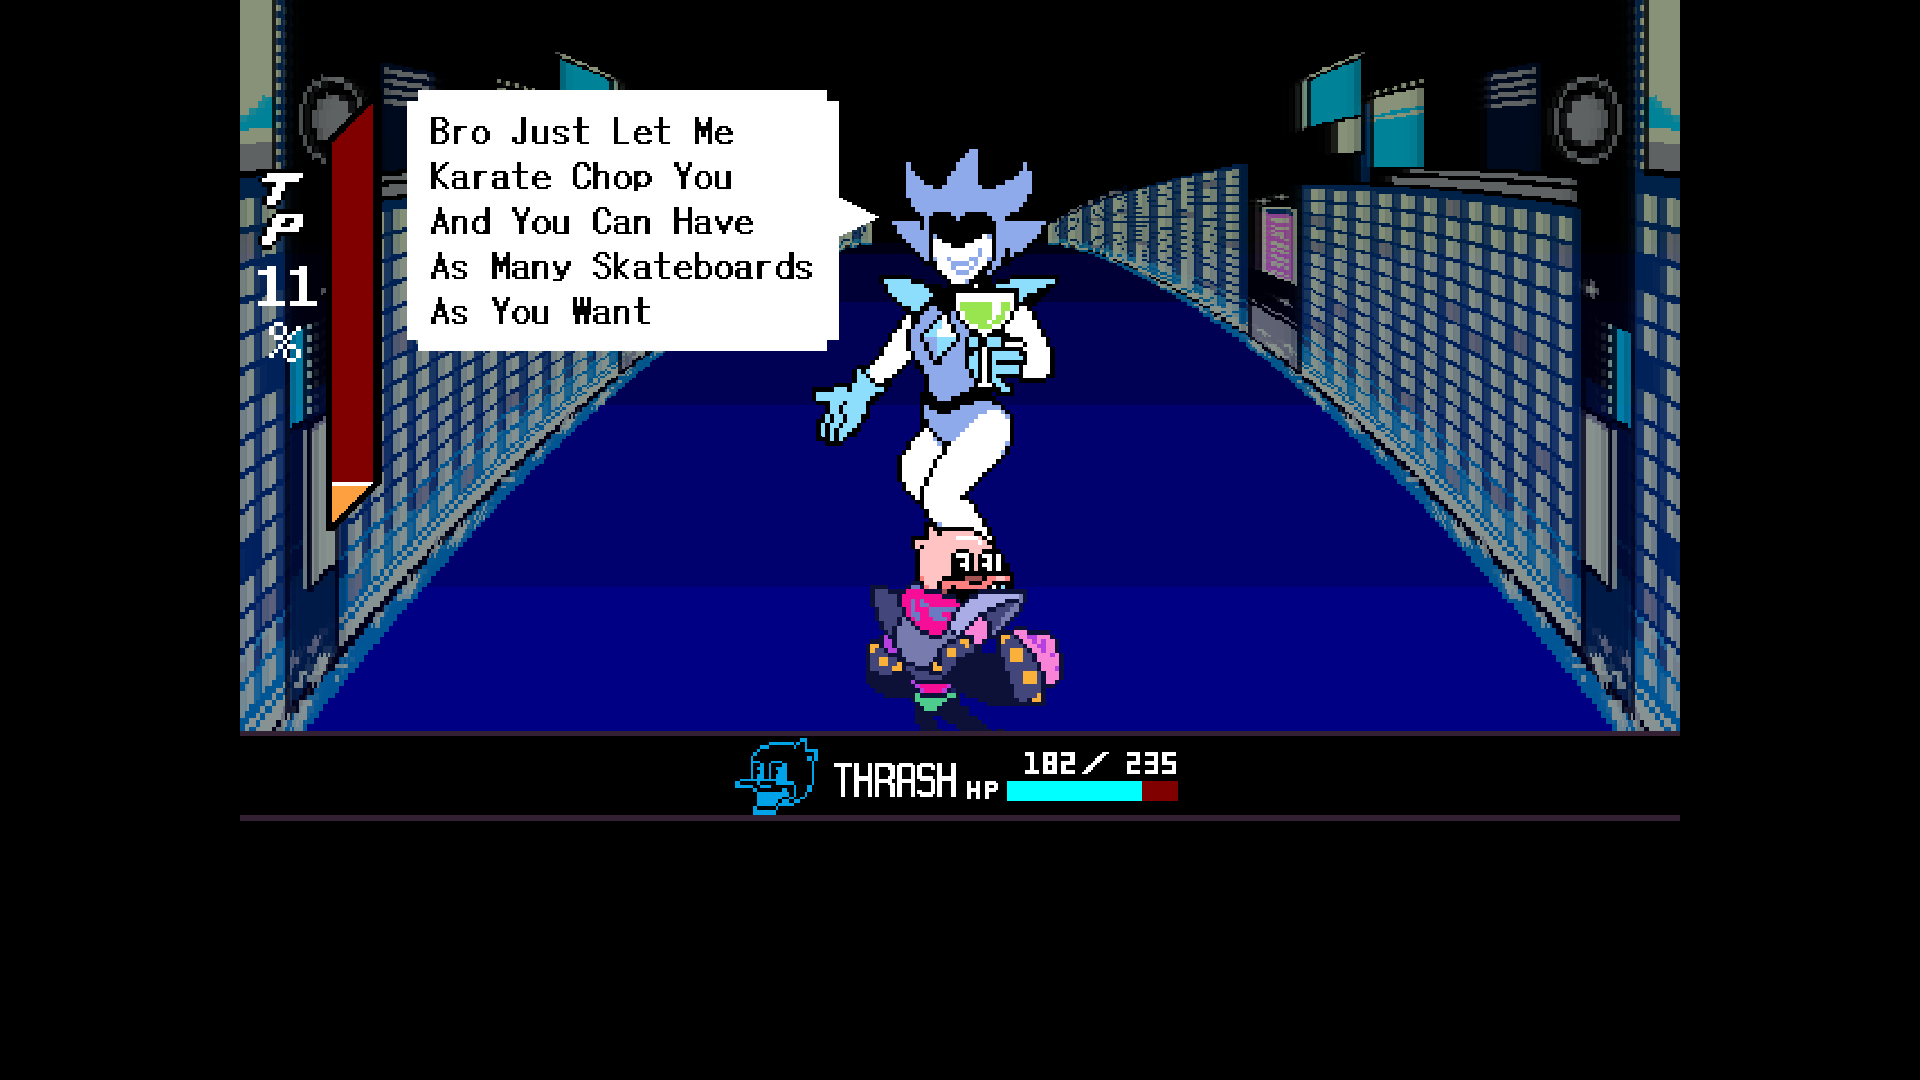 Bro Just Let Me
Karate Chop You
And You Can Have
As Many Skateboards
As You Want
TP
11
%
THRASH HP 182/ 235